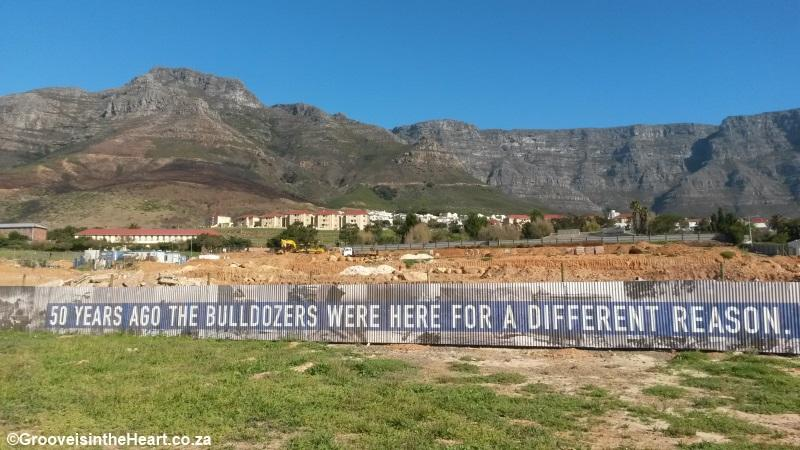 50 YEARS AGO THE BULLDOZERS WERE HERE FOR A DIFFERENT REASON.
©GrooveisintheHeart.co.za